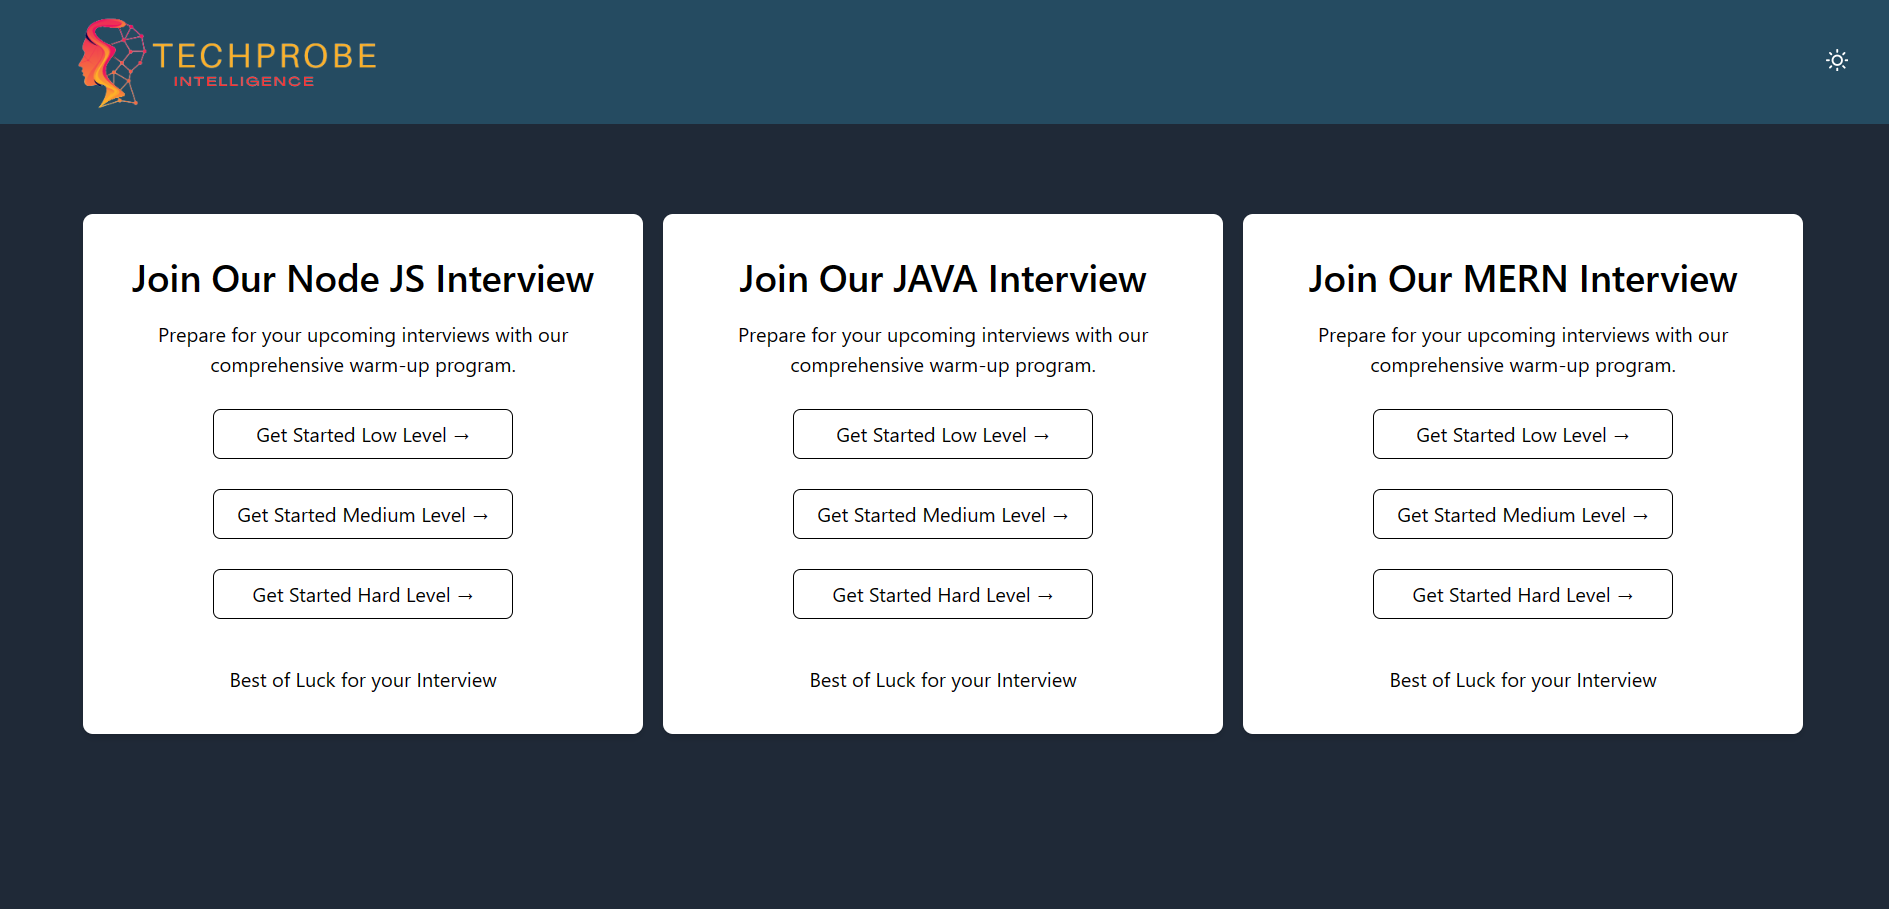 TECHPROBE
INTELLIGENCE
Join Our Node JS Interview
Prepare for your upcoming interviews with our
comprehensive warm-up program.
Get Started Low Level →
Get Started Medium Level →
Get Started Hard Level →
Best of Luck for your Interview
Join Our JAVA Interview
Prepare for your upcoming interviews with our
comprehensive warm-up program.
Get Started Low Level →
Get Started Medium Level →
Get Started Hard Level →
Best of Luck for your Interview
Join Our MERN Interview
Prepare for your upcoming interviews with our
comprehensive warm-up program.
Get Started Low Level →
Get Started Medium Level →
Get Started Hard Level →
Best of Luck for your Interview